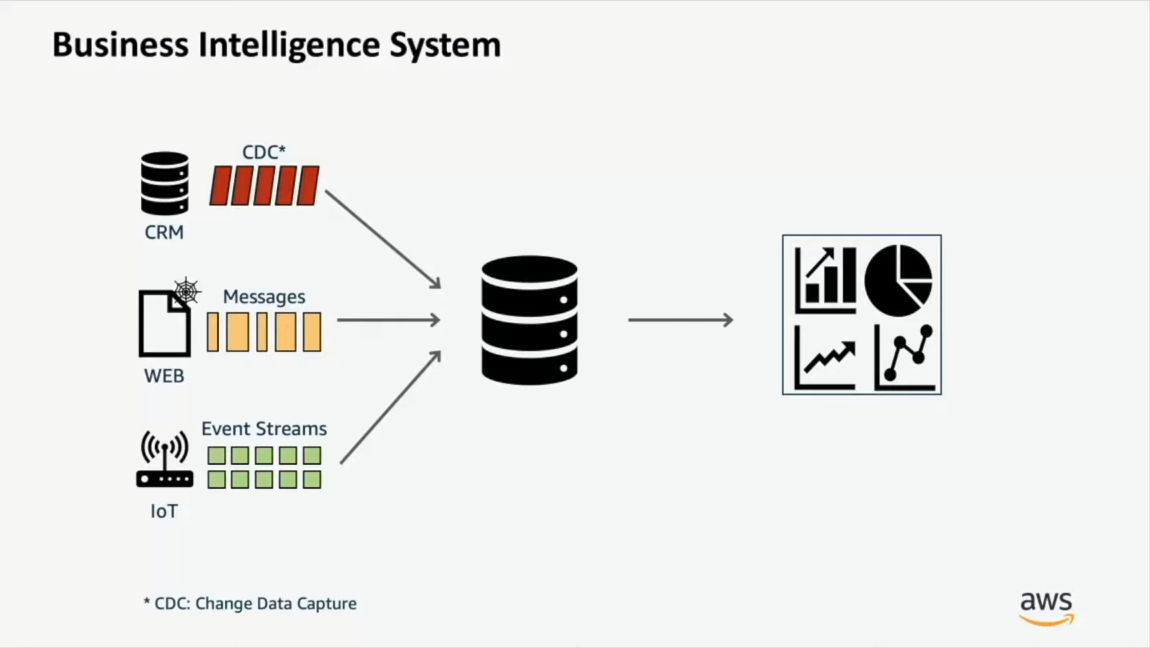 Business Intelligence System
CDC*
CRM
Messages
WEB
Event Streams
IoT
* CDC: Change Data Capture
aws